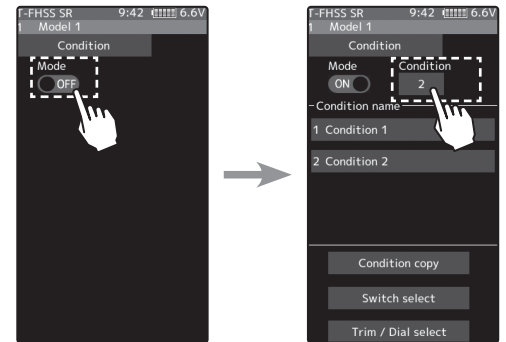 T-FHSS SR 9:42 6.6V
1 Model 1
Condition
Mode
OFF
T-FHSS SR 9:42 6.6V
1 Model 1
Condition
Mode Condition
ON 2
Condition name
1 Condition 1
2 Condition 2
Condition copy
Switch select
Trim / Dial select